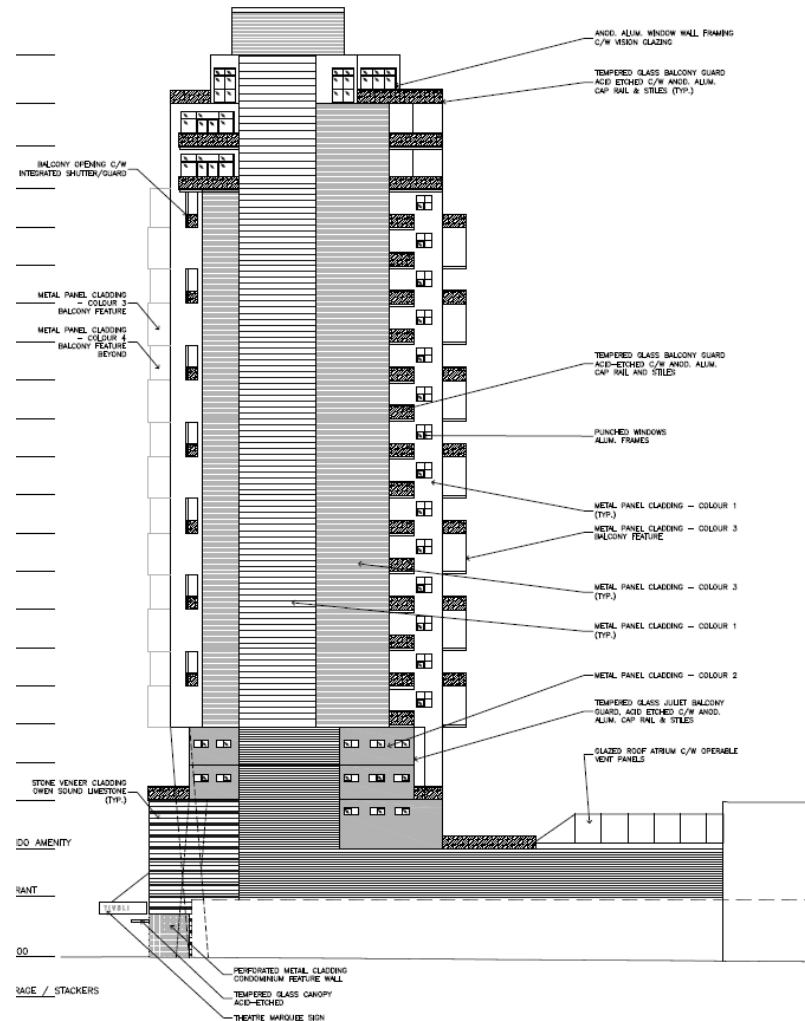 ANOD. ALUM. WINDOW WALL FRAMING
C/W VISION GLAZING
TEMPERED GLASS BALCONY GUARD
ACID ETCHED C/W ANOD. ALUM.
CAP RAIL & STILES (TYP.)
BALCONY OPENING C/W
INTEGRATED SHUTTER/GUARD
METAL PANEL CLADDING
- COLOUR 3
BALCONY FEATURE
METAL PANEL CLADDING
- COLOUR 4
BALCONY FEATURE
BEYOND
TEMPERED GLASS BALCONY GUARD
ACID-ETCHED C/W ANOD. ALUM.
CAP RAIL AND STILES
PUNCHED WINDOWS
ALUM. FRAMES
METAL PANEL CLADDING - COLOUR 1
(TYP.)
METAL PANEL CLADDING - COLOUR 3
BALCONY FEATURE
METAL PANEL CLADDING - COLOUR 3
(TYP.)
METAL PANEL CLADDING - COLOUR 1
(TYP.)
METAL PANEL CLADDING - COLOUR 2
TEMPERED GLASS JULIET BALCONY
GUARD, ACID ETCHED C/W ANOD.
ALUM. CAP RAIL & STILES
GLAZED ROOF ATRIUM C/W OPERABLE
VENT PANELS
STONE VENEER CLADDING
OWEN SOUND LIMESTONE
(TYP.)
DO AMENITY
RANT
TIVOLI
OO
RAGE / STACKERS
PERFORATED METAL CLADDING
CONDOMINIUM FEATURE WALL
TEMPERED GLASS CANOPY
ACID-ETCHED
THEATRE MARQUEE SIGN